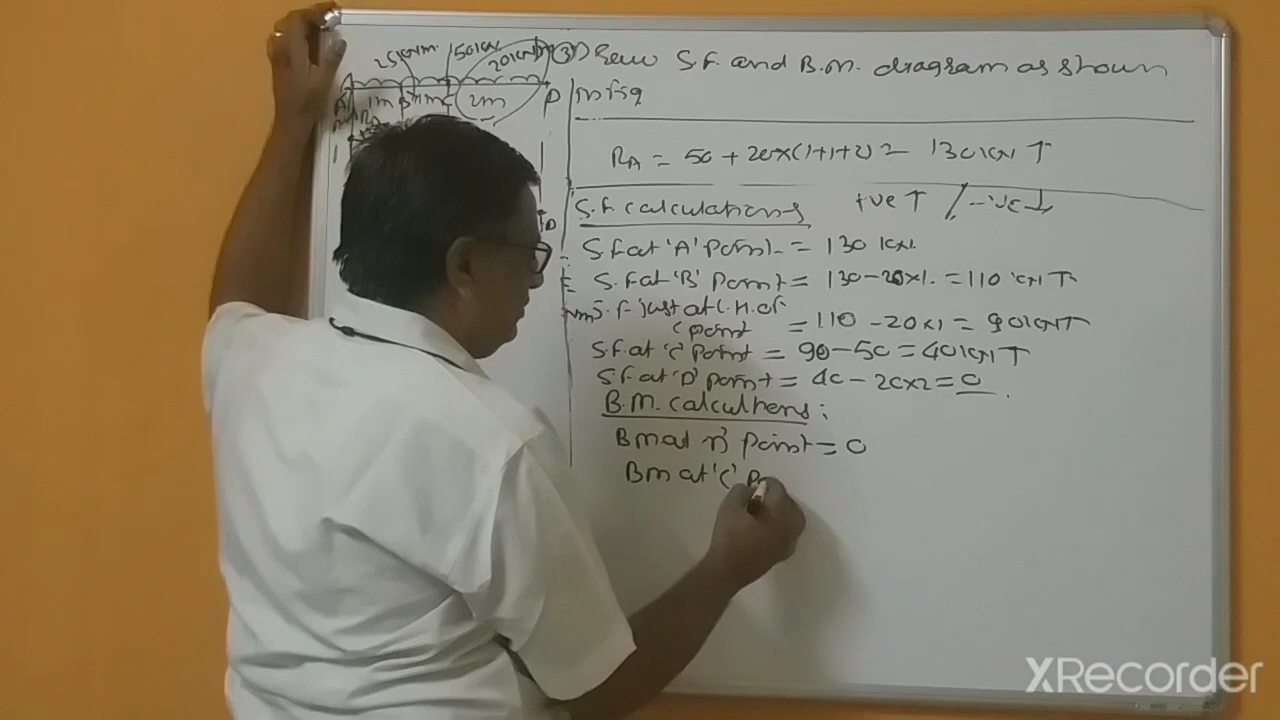 50kN
20kN/m
③ Draw S.F. and B.M. diagram as shown
in fig
A 1m B 1m C 2m D
RA
RA = 50 + 20×(1+1+2) = 130 kN ↑
S.F. calculations +ve ↑ / -ve ↓
S.F at 'A' Point = 130 kN
S.F at 'B' Point = 130 - 20×1 = 110 kN ↑
S.F. just at L.H. of
C point = 110 - 20×1 = 90 kN ↑
S.F. at 'C' Point = 90 - 50 = 40 kN ↑
S.F. at 'D' point = 40 - 20×2 = 0
B.M. calculations:
BM at 'D' Point = 0
BM at 'C' Po
D
XRecorder